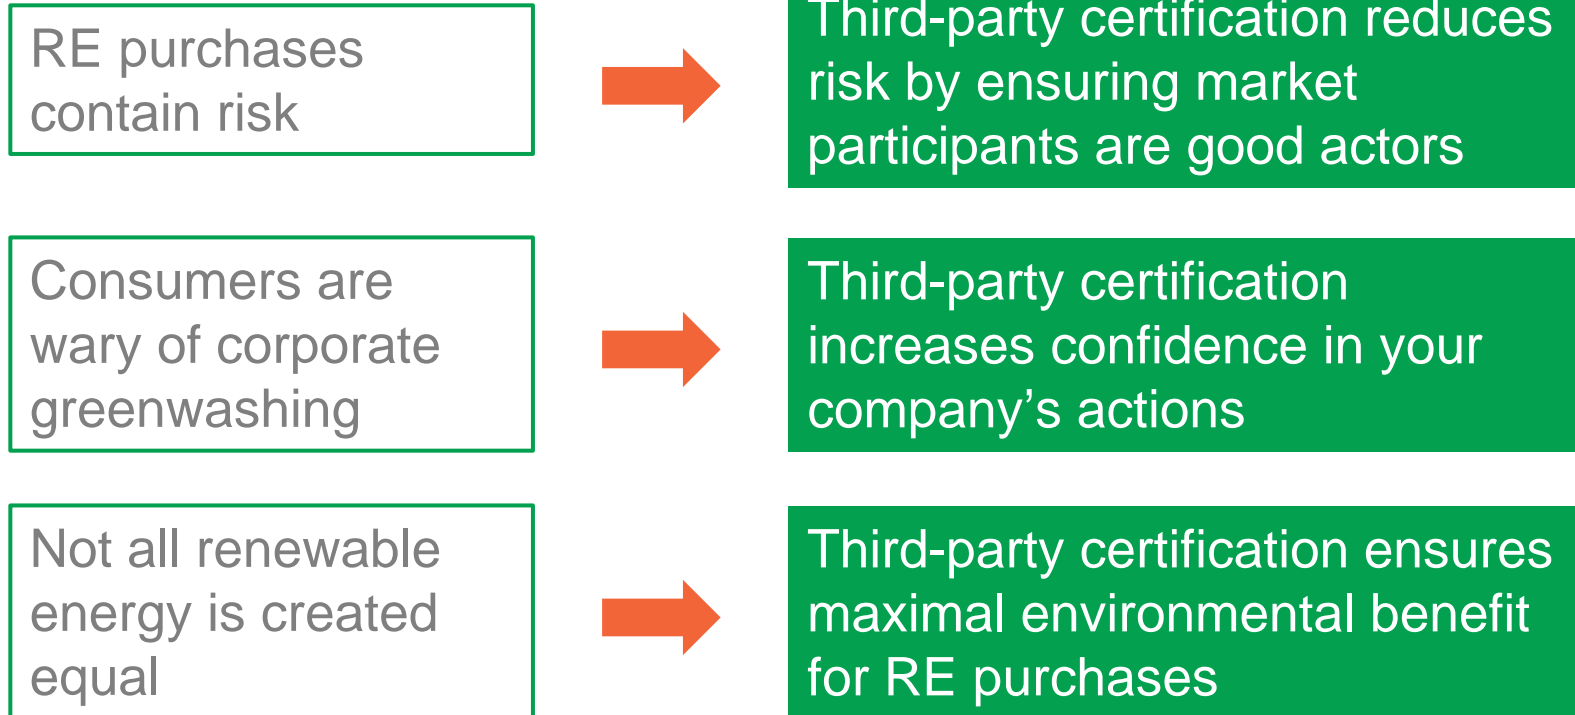 RE purchases
contain risk
Third-party certification reduces
risk by ensuring market
participants are good actors
Consumers are
wary of corporate
greenwashing
Third-party certification
increases confidence in your
company’s actions
Not all renewable
energy is created
equal
Third-party certification ensures
maximal environmental benefit
for RE purchases